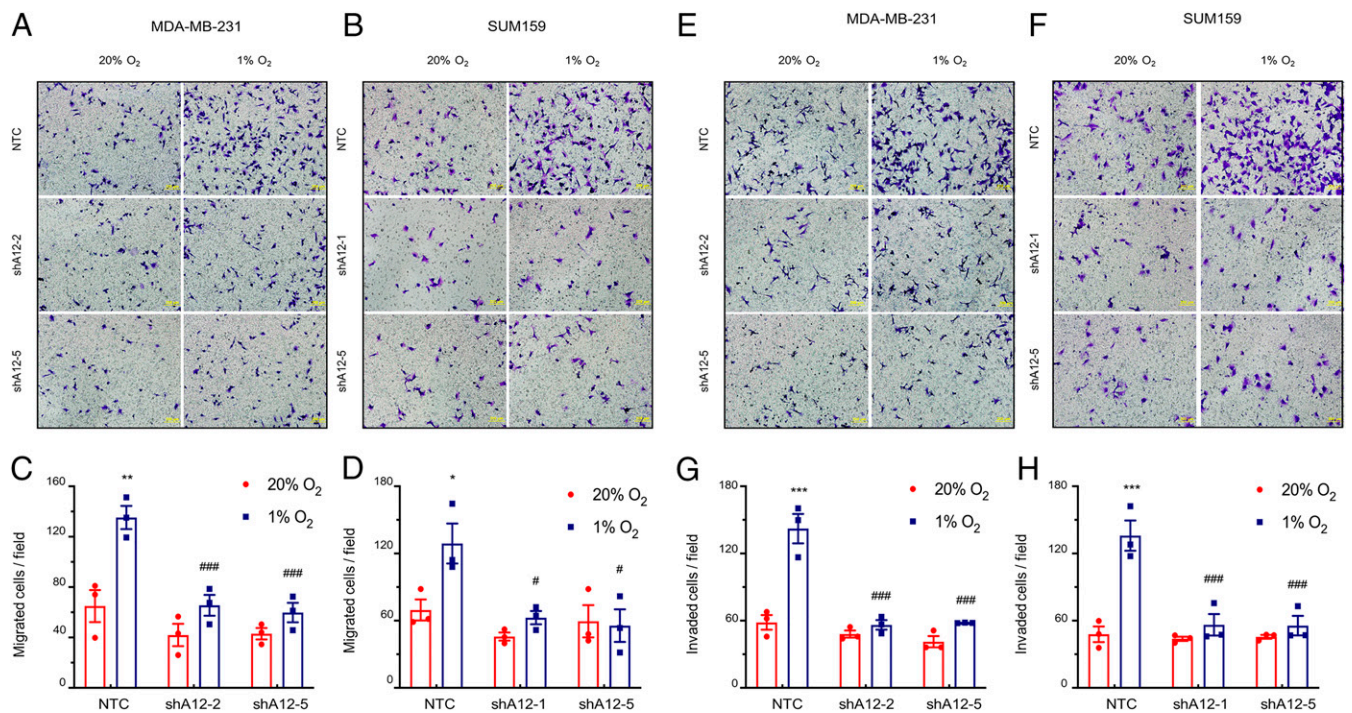 A
MDA-MB-231
20% O₂
1% O₂
NTC
shA12-2
shA12-5
B
SUM159
20% O₂
1% O₂
NTC
shA12-1
shA12-5
E
MDA-MB-231
20% O₂
1% O₂
NTC
shA12-2
shA12-5
F
SUM159
20% O₂
1% O₂
NTC
shA12-1
shA12-5
C
Migrated cells / field
160
120
80
40
0
**
###
###
20% O₂
1% O₂
NTC
shA12-2
shA12-5
D
Migrated cells / field
180
120
60
0
*
#
#
20% O₂
1% O₂
NTC
shA12-1
shA12-5
G
Invaded cells / field
180
120
60
0
***
###
###
20% O₂
1% O₂
NTC
shA12-2
shA12-5
H
Invaded cells / field
180
120
60
0
***
###
###
20% O₂
1% O₂
NTC
shA12-1
shA12-5